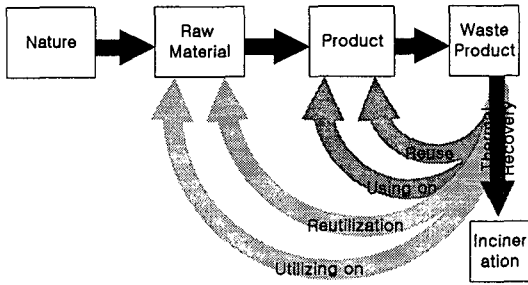 Nature
Raw
Material
Product
Waste
Product
Reuse
Using on
Reutilization
Utilizing on
Thermal
Recovery
Inciner
ation